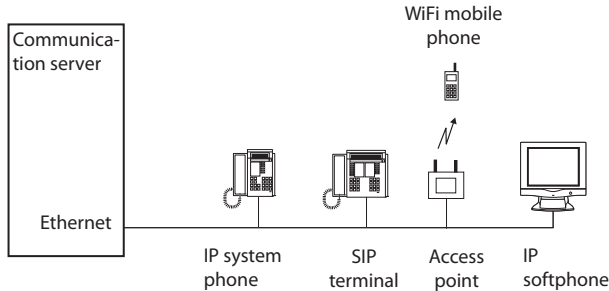 WiFi mobile
phone
Communica-
tion server
Ethernet
IP system
phone
SIP
terminal
Access
point
IP
softphone